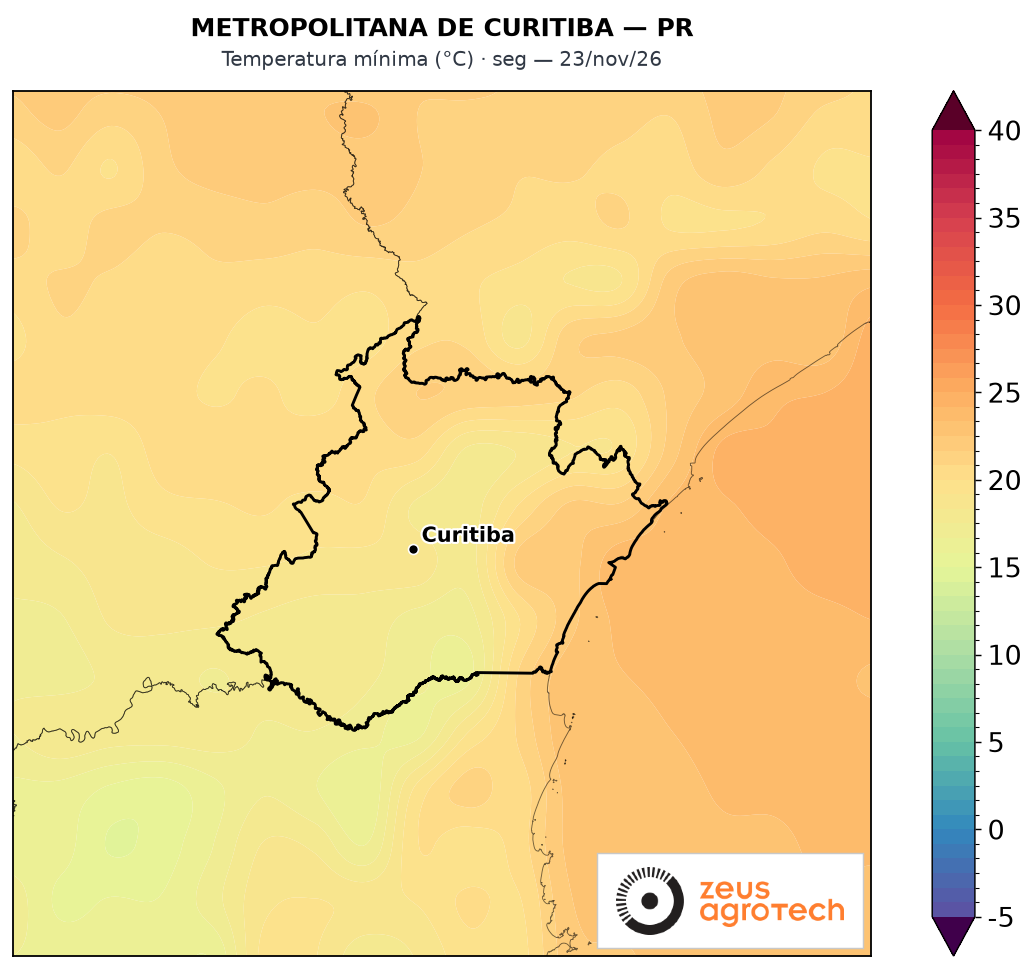 METROPOLITANA DE CURITIBA — PR
Temperatura mínima (°C) · seg — 23/nov/26
40
35
30
25
20
15
10
5
0
-5
Curitiba
zeus
agrotech